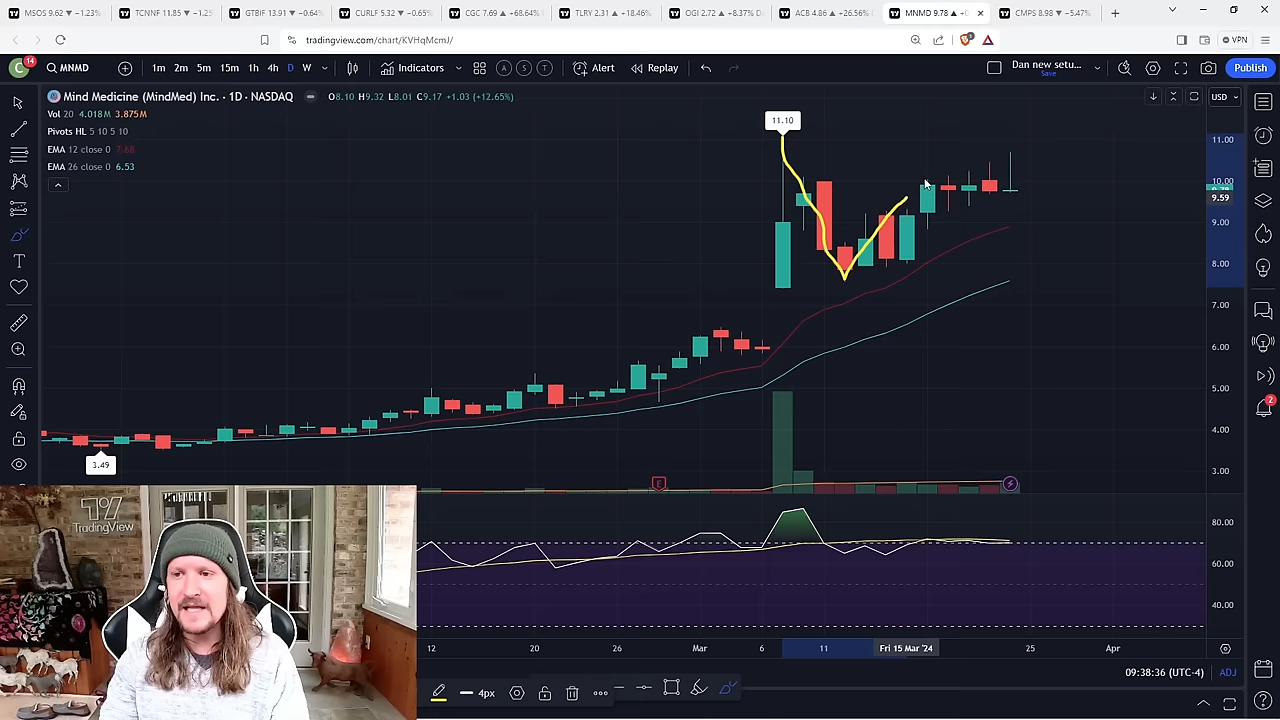 MSOS 9.62 ▼ −1.23%
TCNNF 11.85 ▼ −1.25
GTBIF 13.91 ▼ −0.64%
CURLF 5.32 ▼ −0.65%
CGC 7.69 ▲ +68.64%
TLRY 2.31 ▲ +18.46%
OGI 2.72 ▲ +8.37% D
ACB 4.86 ▲ +26.56%
MNMD 9.78 ▲ +0
CMPS 8.98 ▼ −5.47%
tradingview.com/chart/KVHqMcmJ/
VPN
C 14 MNMD 1m 2m 5m 15m 1h 4h D W Indicators A S T Alert Replay Dan new setu... Save Publish
Mind Medicine (MindMed) Inc. · 1D · NASDAQ O8.10 H9.32 L8.01 C9.17 +1.03 (+12.65%) USD
Vol 20 4.018M 3.875M
Pivots HL 5 10 5 10
EMA 12 close 0 7.68
EMA 26 close 0 6.53
11.10
11.00
10.00
9.59
9.00
8.00
7.00
6.00
5.00
4.00
3.49
3.00
E
2
TradingView
80.00
60.00
40.00
12 20 26 Mar 6 11 Fri 15 Mar '24 25 Apr
09:38:36 (UTC-4) ADJ
4px